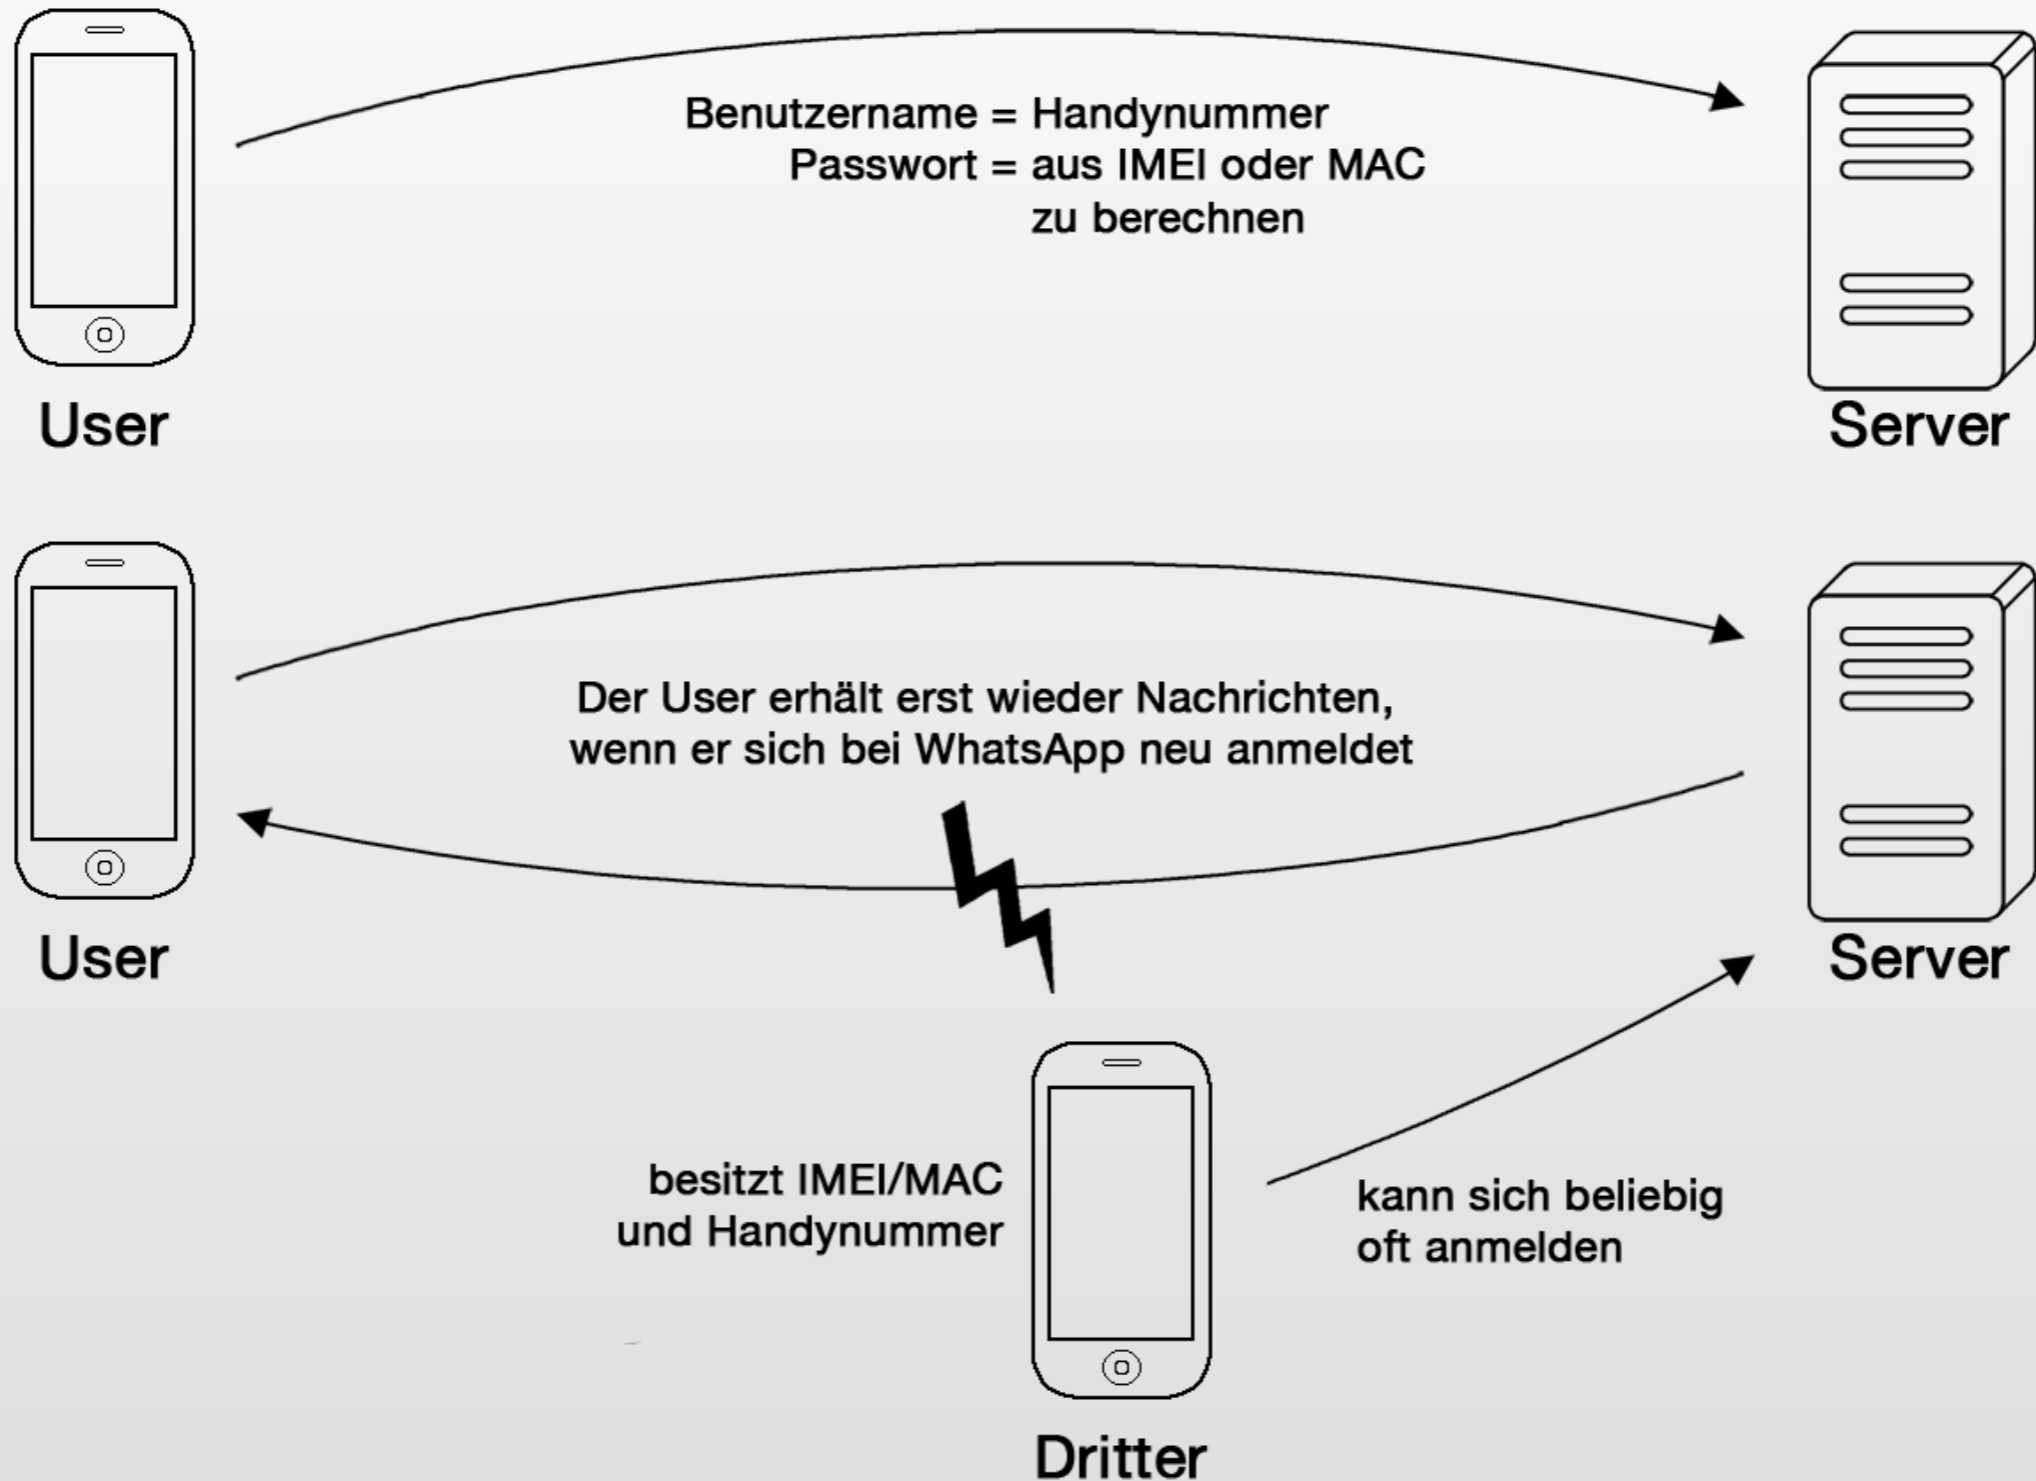 Benutzername = Handynummer
Passwort = aus IMEI oder MAC
zu berechnen
User
Server
Der User erhält erst wieder Nachrichten,
wenn er sich bei WhatsApp neu anmeldet
User
Server
besitzt IMEI/MAC
und Handynummer
kann sich beliebig
oft anmelden
Dritter